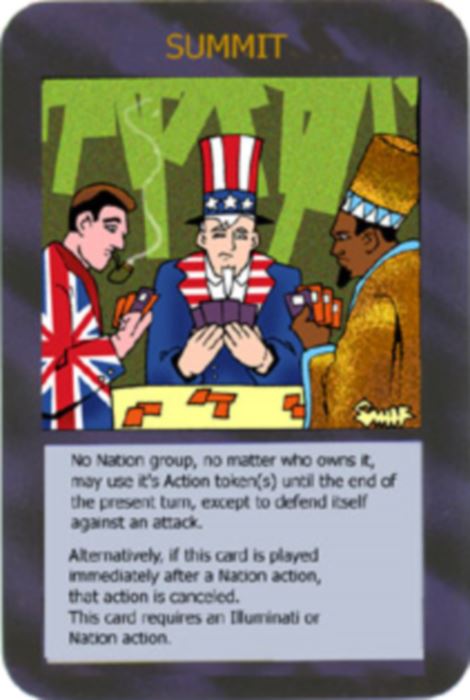 SUMMIT
No Nation group, no matter who owns it,
may use it's Action token(s) until the end of
the present turn, except to defend itself
against an attack.
Alternatively, if this card is played
immediately after a Nation action,
that action is canceled.
This card requires an Illuminati or
Nation action.